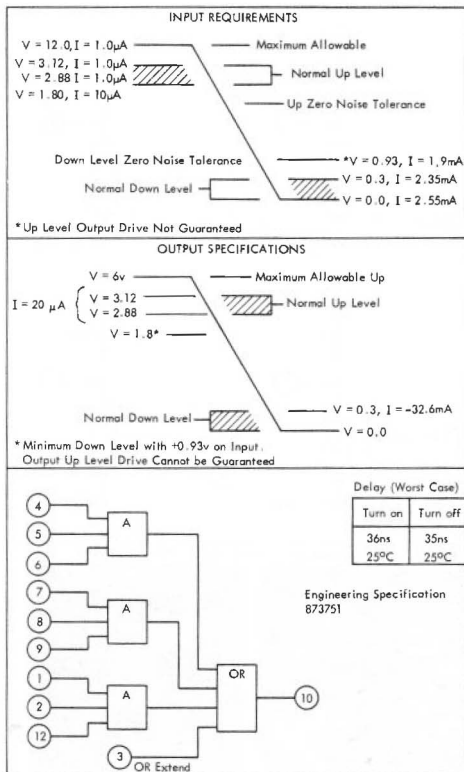 INPUT REQUIREMENTS
V = 12.0, I = 1.0µA
Maximum Allowable
V = 3.12, I = 1.0µA
V = 2.88 I = 1.0µA
Normal Up Level
V = 1.80, I = 10µA
Up Zero Noise Tolerance
Down Level Zero Noise Tolerance
*V = 0.93, I = 1.9mA
Normal Down Level
V = 0.3, I = 2.35mA
V = 0.0, I = 2.55mA
*Up Level Output Drive Not Guaranteed
OUTPUT SPECIFICATIONS
V = 6v
Maximum Allowable Up
I = 20 µA
V = 3.12
V = 2.88
Normal Up Level
V = 1.8*
Normal Down Level
V = 0.3, I = -32.6mA
V = 0.0
* Minimum Down Level with +0.93v on Input.
Output Up Level Drive Cannot be Guaranteed
Delay (Worst Case)
Turn on Turn off
36ns 35ns
25°C 25°C
Engineering Specification
873751
4
5
6
A
7
8
9
A
1
2
12
A
3
OR Extend
OR
10